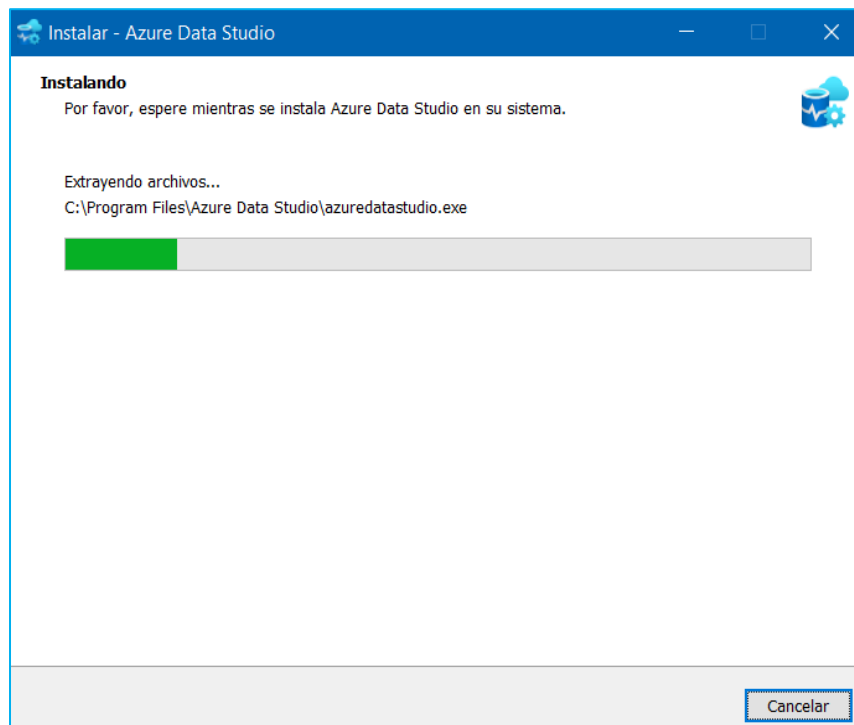 Instalar - Azure Data Studio
Instalando
Por favor, espere mientras se instala Azure Data Studio en su sistema.
Extrayendo archivos...
C:\Program Files\Azure Data Studio\azuredatastudio.exe
Cancelar